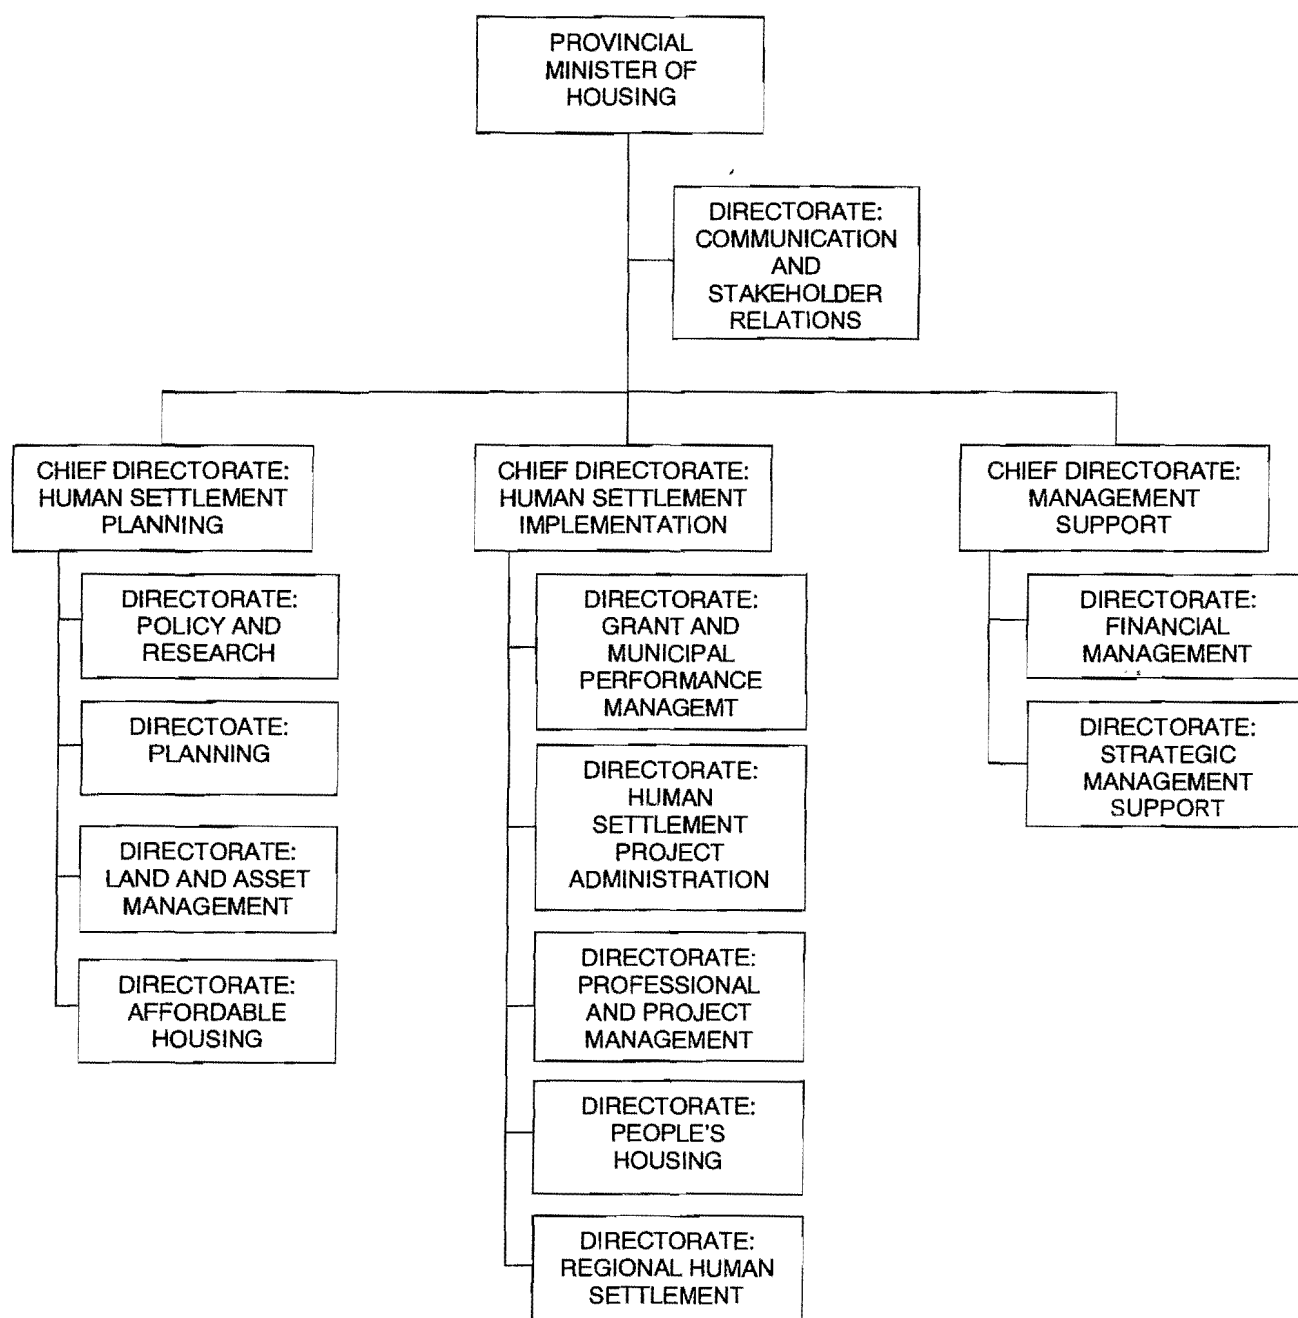 PROVINCIAL
MINISTER OF
HOUSING
DIRECTORATE:
COMMUNICATION
AND
STAKEHOLDER
RELATIONS
CHIEF DIRECTORATE:
HUMAN SETTLEMENT
PLANNING
DIRECTORATE:
POLICY AND
RESEARCH
DIRECTOATE:
PLANNING
DIRECTORATE:
LAND AND ASSET
MANAGEMENT
DIRECTORATE:
AFFORDABLE
HOUSING
CHIEF DIRECTORATE:
HUMAN SETTLEMENT
IMPLEMENTATION
DIRECTORATE:
GRANT AND
MUNICIPAL
PERFORMANCE
MANAGEMT
DIRECTORATE:
HUMAN
SETTLEMENT
PROJECT
ADMINISTRATION
DIRECTORATE:
PROFESSIONAL
AND PROJECT
MANAGEMENT
DIRECTORATE:
PEOPLE'S
HOUSING
DIRECTORATE:
REGIONAL HUMAN
SETTLEMENT
CHIEF DIRECTORATE:
MANAGEMENT
SUPPORT
DIRECTORATE:
FINANCIAL
MANAGEMENT
DIRECTORATE:
STRATEGIC
MANAGEMENT
SUPPORT